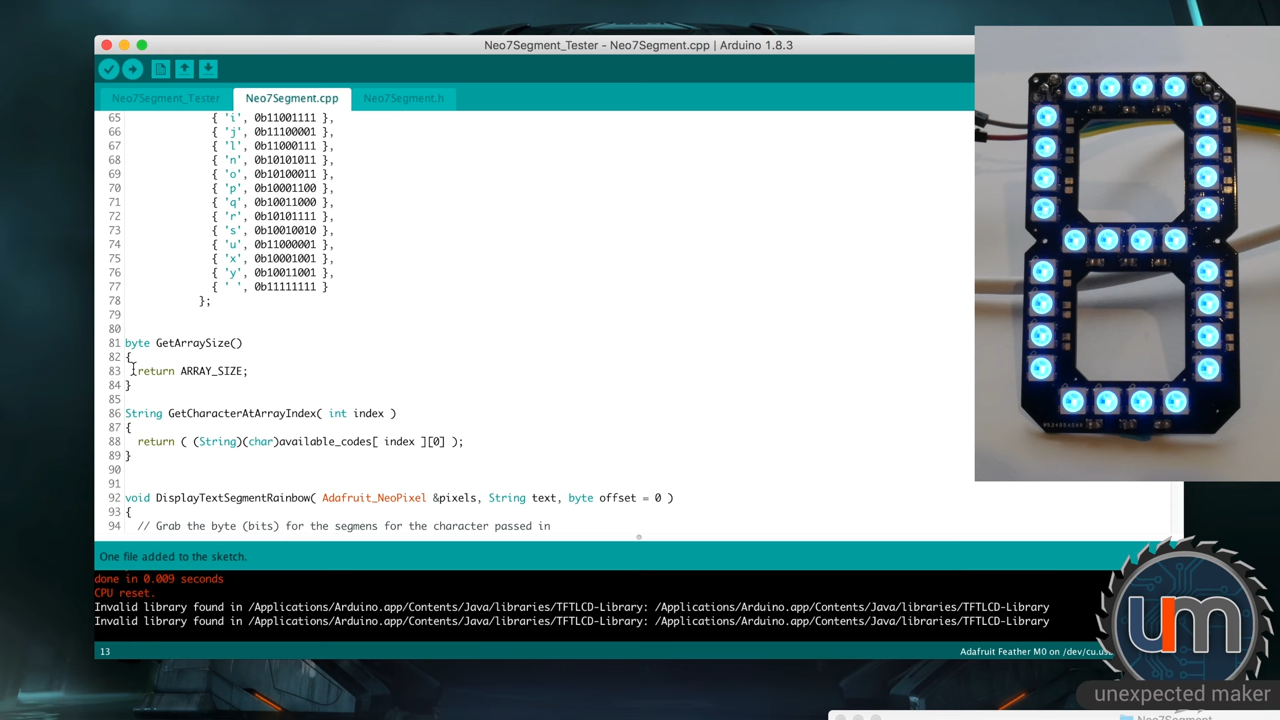 Neo7Segment_Tester - Neo7Segment.cpp | Arduino 1.8.3
Neo7Segment_Tester Neo7Segment.cpp Neo7Segment.h
65 { 'i', 0b11001111 },
66 { 'j', 0b11100001 },
67 { 'l', 0b11000111 },
68 { 'n', 0b10101011 },
69 { 'o', 0b10100011 },
70 { 'p', 0b10001100 },
71 { 'q', 0b10011000 },
72 { 'r', 0b10101111 },
73 { 's', 0b10010010 },
74 { 'u', 0b11000001 },
75 { 'x', 0b10001001 },
76 { 'y', 0b10011001 },
77 { ' ', 0b11111111 }
78 };
79
80
81 byte GetArraySize()
82 {
83 return ARRAY_SIZE;
84 }
85
86 String GetCharacterAtArrayIndex( int index )
87 {
88 return ( (String)(char)available_codes[ index ][0] );
89 }
90
91
92 void DisplayTextSegmentRainbow( Adafruit_NeoPixel &pixels, String text, byte offset = 0 )
93 {
94 // Grab the byte (bits) for the segmens for the character passed in
One file added to the sketch.
done in 0.009 seconds
CPU reset.
Invalid library found in /Applications/Arduino.app/Contents/Java/libraries/TFTLCD-Library: /Applications/Arduino.app/Contents/Java/libraries/TFTLCD-Library
Invalid library found in /Applications/Arduino.app/Contents/Java/libraries/TFTLCD-Library: /Applications/Arduino.app/Contents/Java/libraries/TFTLCD-Library
13 Adafruit Feather M0 on /dev/cu.usb
um
unexpected maker
Neo7Segment